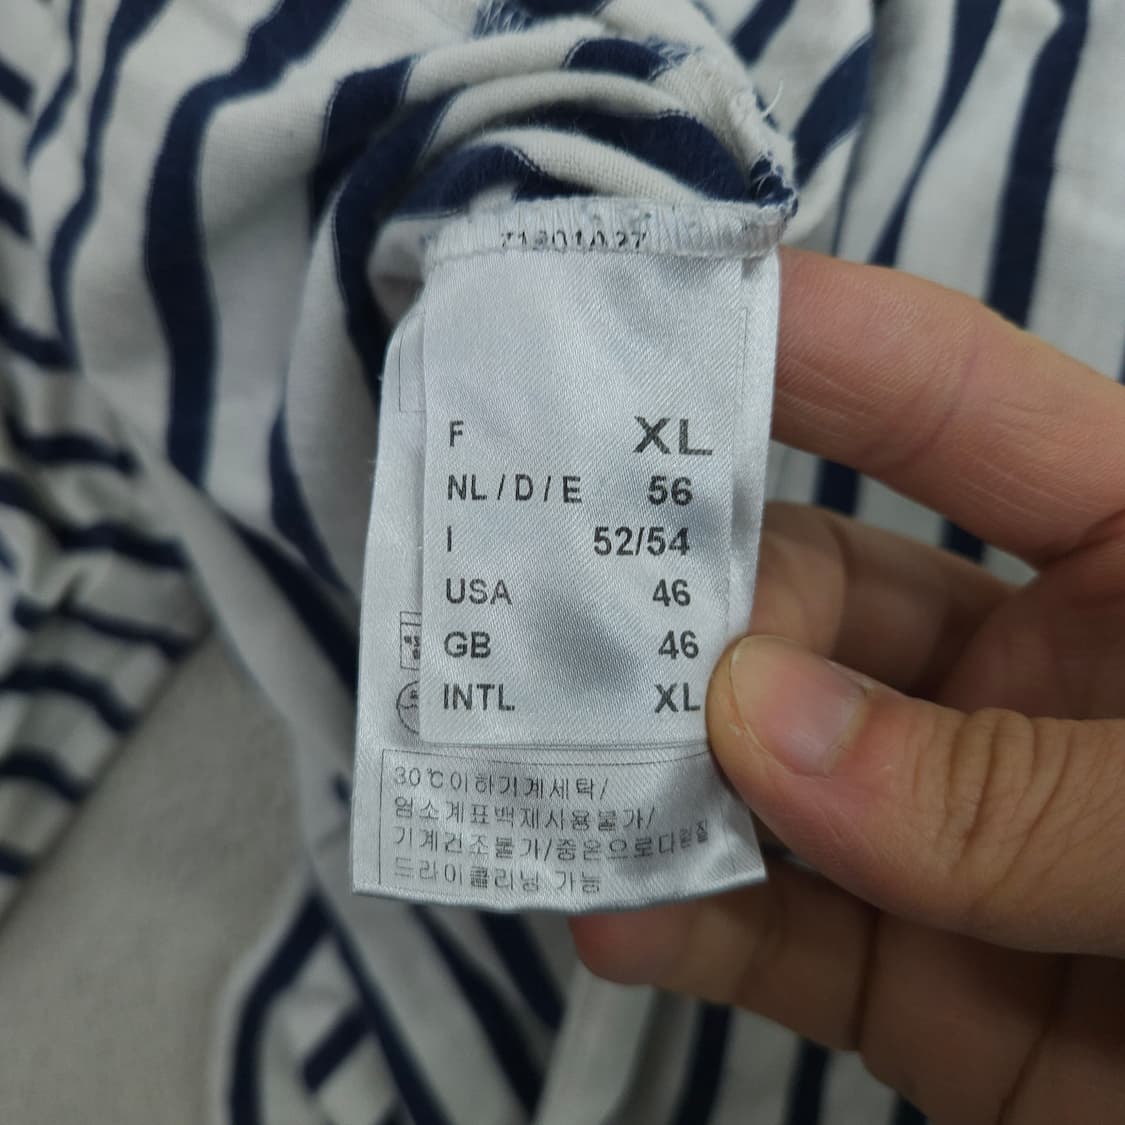 F XL
NL / D / E 56
I 52/54
USA 46
GB 46
INTL XL
30℃이하기계세탁/
염소계표백제사용불가/
기계건조불가/중온으로다림질
드라이클리닝 가능